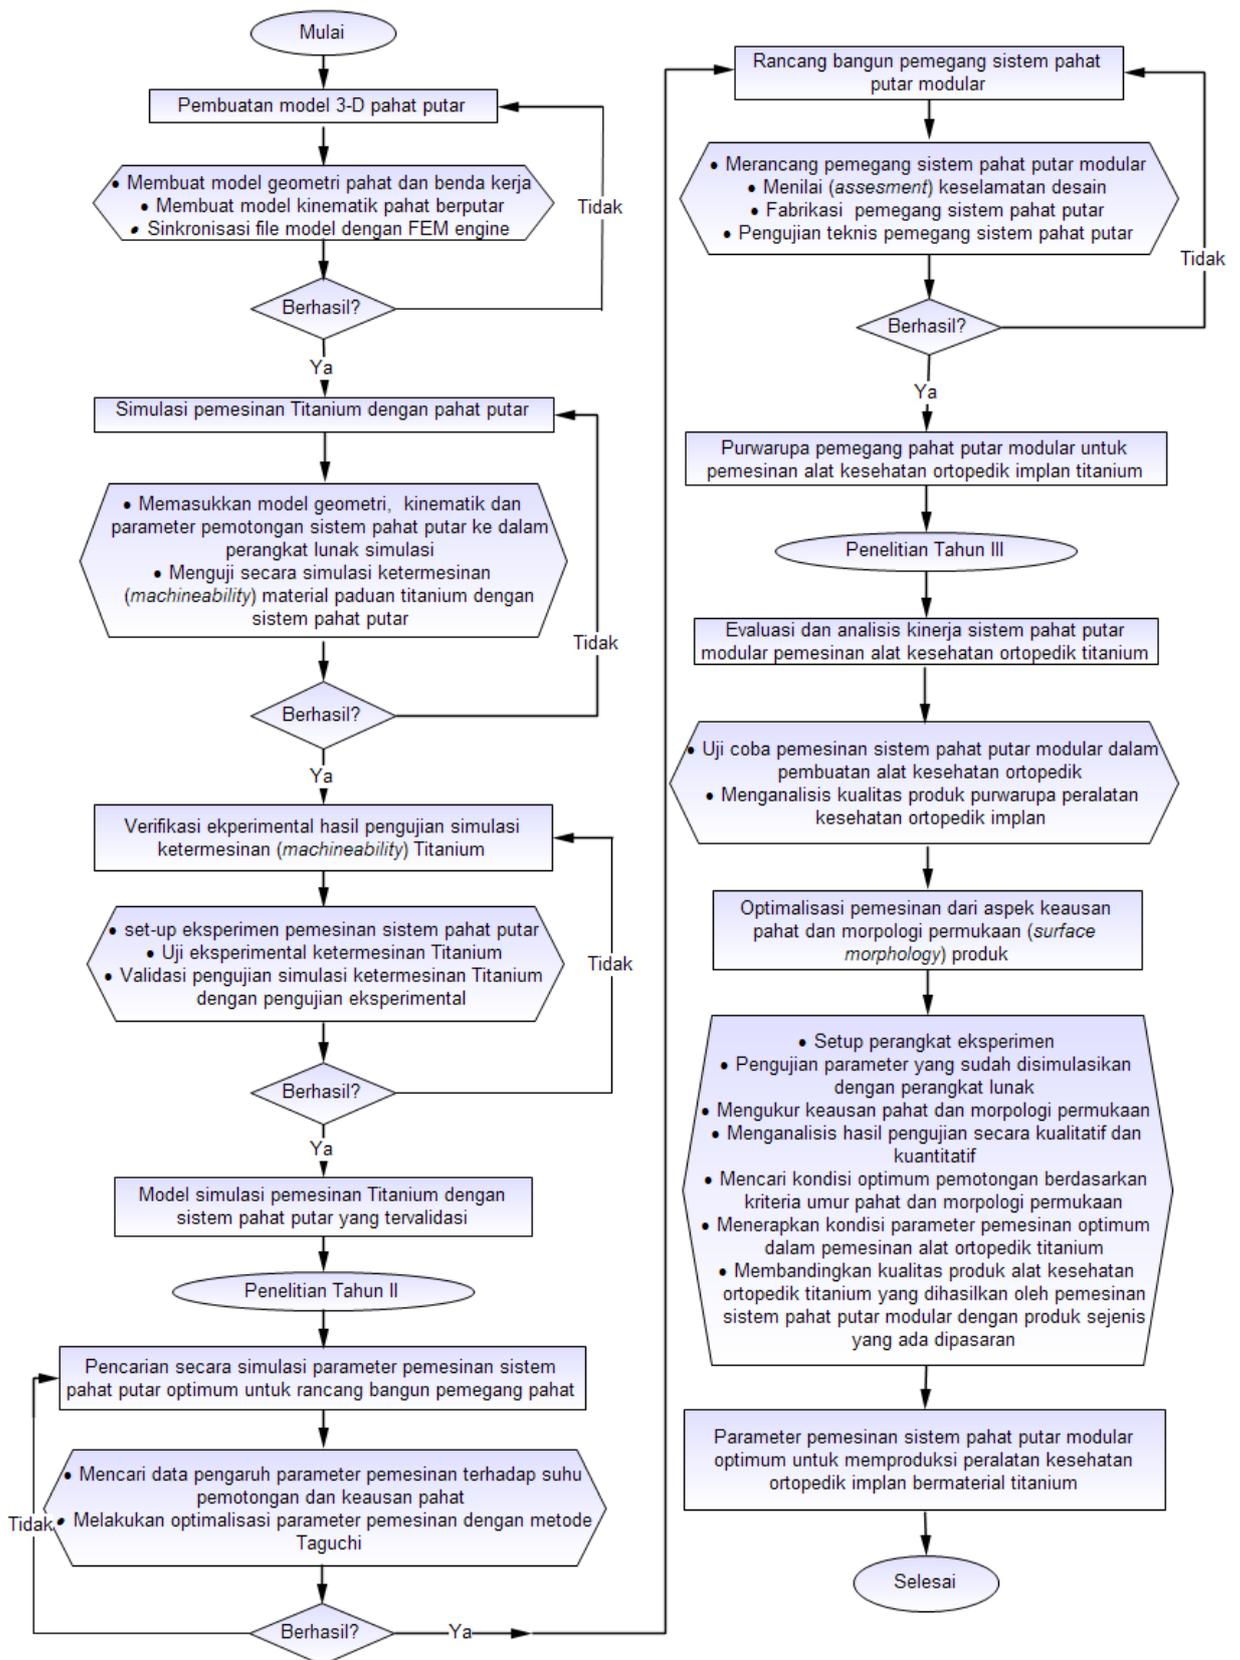 Mulai
Pembuatan model 3-D pahat putar
• Membuat model geometri pahat dan benda kerja
• Membuat model kinematik pahat berputar
• Sinkronisasi file model dengan FEM engine
Tidak
Berhasil?
Ya
Simulasi pemesinan Titanium dengan pahat putar
• Memasukkan model geometri, kinematik dan
parameter pemotongan sistem pahat putar ke dalam
perangkat lunak simulasi
• Menguji secara simulasi ketermesinan
(machineability) material paduan titanium dengan
sistem pahat putar
Tidak
Berhasil?
Ya
Verifikasi ekperimental hasil pengujian simulasi
ketermesinan (machineability) Titanium
• set-up eksperimen pemesinan sistem pahat putar
• Uji eksperimental ketermesinan Titanium
• Validasi pengujian simulasi ketermesinan Titanium
dengan pengujian eksperimental
Tidak
Berhasil?
Ya
Model simulasi pemesinan Titanium dengan
sistem pahat putar yang tervalidasi
Penelitian Tahun II
Pencarian secara simulasi parameter pemesinan sistem
pahat putar optimum untuk rancang bangun pemegang pahat
• Mencari data pengaruh parameter pemesinan terhadap suhu
pemotongan dan keausan pahat
• Melakukan optimalisasi parameter pemesinan dengan metode
Taguchi
Tidak
Berhasil?
Ya
Rancang bangun pemegang sistem pahat
putar modular
• Merancang pemegang sistem pahat putar modular
• Menilai (assesment) keselamatan desain
• Fabrikasi pemegang sistem pahat putar
• Pengujian teknis pemegang sistem pahat putar
Tidak
Berhasil?
Ya
Purwarupa pemegang pahat putar modular untuk
pemesinan alat kesehatan ortopedik implan titanium
Penelitian Tahun III
Evaluasi dan analisis kinerja sistem pahat putar
modular pemesinan alat kesehatan ortopedik titanium
• Uji coba pemesinan sistem pahat putar modular dalam
pembuatan alat kesehatan ortopedik
• Menganalisis kualitas produk purwarupa peralatan
kesehatan ortopedik implan
Optimalisasi pemesinan dari aspek keausan
pahat dan morpologi permukaan (surface
morphology) produk
• Setup perangkat eksperimen
• Pengujian parameter yang sudah disimulasikan
dengan perangkat lunak
• Mengukur keausan pahat dan morpologi permukaan
• Menganalisis hasil pengujian secara kualitatif dan
kuantitatif
• Mencari kondisi optimum pemotongan berdasarkan
kriteria umur pahat dan morpologi permukaan
• Menerapkan kondisi parameter pemesinan optimum
dalam pemesinan alat ortopedik titanium
• Membandingkan kualitas produk alat kesehatan
ortopedik titanium yang dihasilkan oleh pemesinan
sistem pahat putar modular dengan produk sejenis
yang ada dipasaran
Parameter pemesinan sistem pahat putar modular
optimum untuk memproduksi peralatan kesehatan
ortopedik implan bermaterial titanium
Selesai